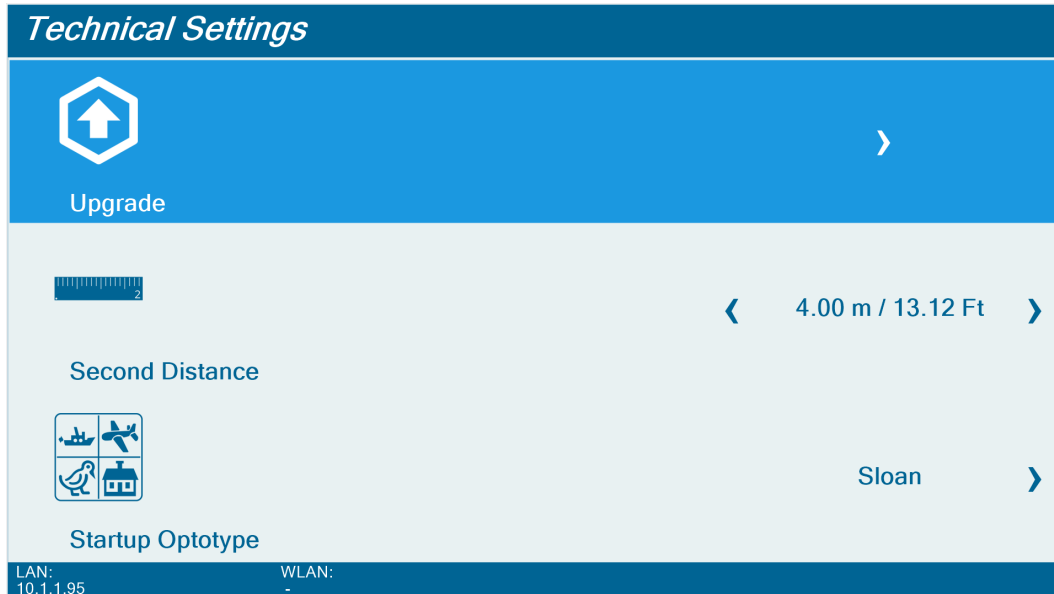 Technical Settings
Upgrade
2
4.00 m / 13.12 Ft
Second Distance
Sloan
Startup Optotype
LAN: WLAN:
10.1.1.95 -